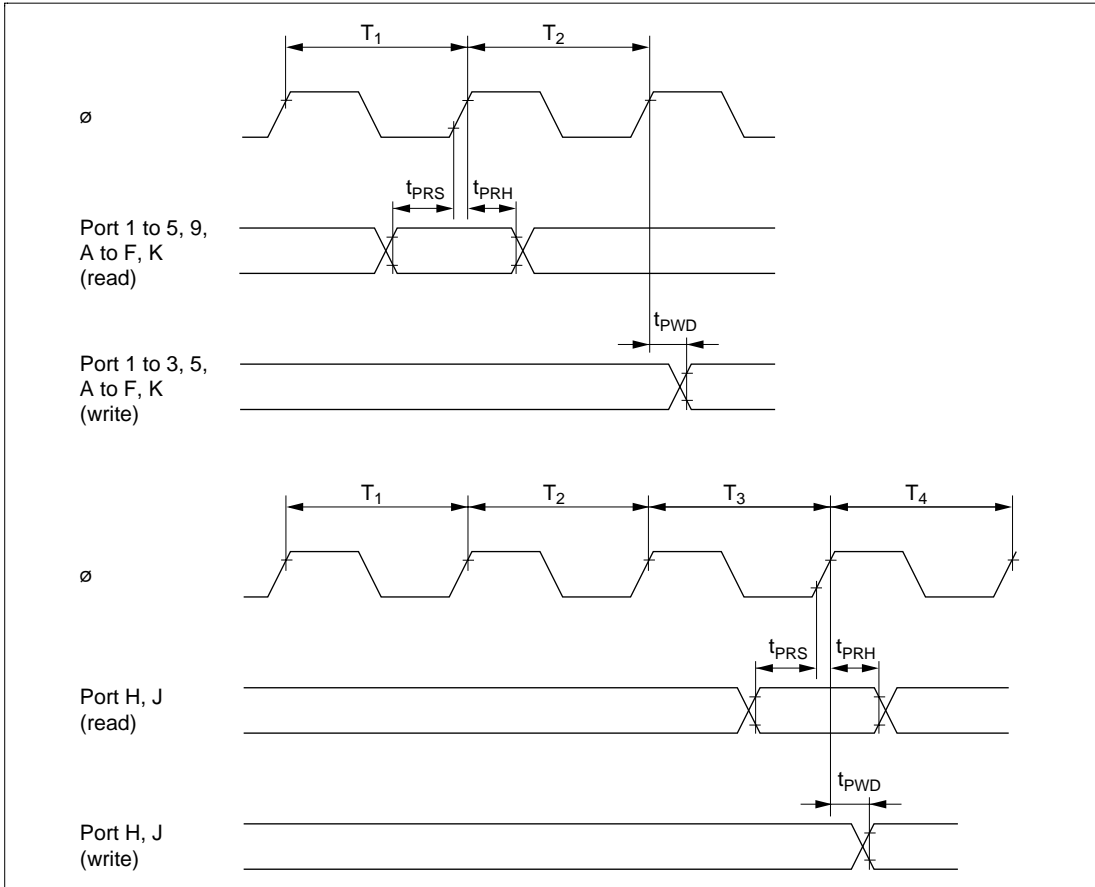 T₁ T₂
ø
tPRS tPRH
Port 1 to 5, 9,
A to F, K
(read)
tPWD
Port 1 to 3, 5,
A to F, K
(write)
T₁ T₂ T₃ T₄
ø
tPRS tPRH
Port H, J
(read)
tPWD
Port H, J
(write)